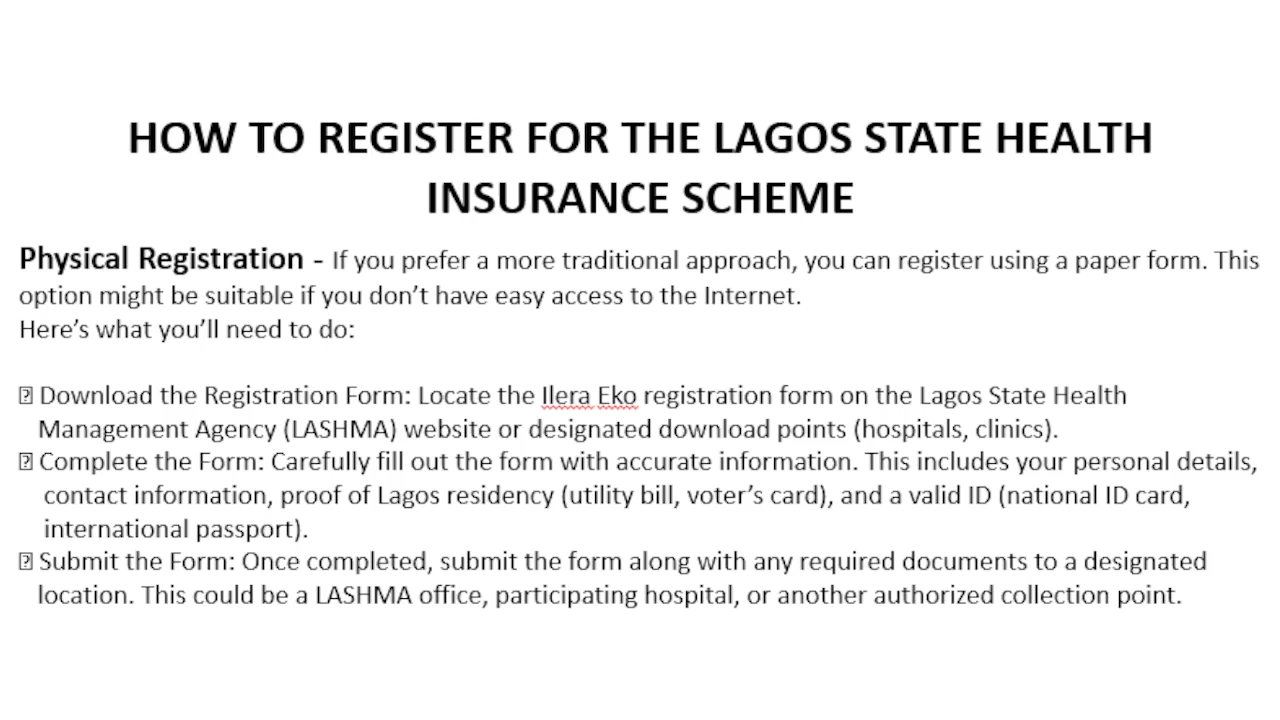 HOW TO REGISTER FOR THE LAGOS STATE HEALTH
INSURANCE SCHEME
Physical Registration - If you prefer a more traditional approach, you can register using a paper form. This
option might be suitable if you don’t have easy access to the Internet.
Here’s what you’ll need to do:
⍰ Download the Registration Form: Locate the Ilera Eko registration form on the Lagos State Health
Management Agency (LASHMA) website or designated download points (hospitals, clinics).
⍰ Complete the Form: Carefully fill out the form with accurate information. This includes your personal details,
contact information, proof of Lagos residency (utility bill, voter’s card), and a valid ID (national ID card,
international passport).
⍰ Submit the Form: Once completed, submit the form along with any required documents to a designated
location. This could be a LASHMA office, participating hospital, or another authorized collection point.